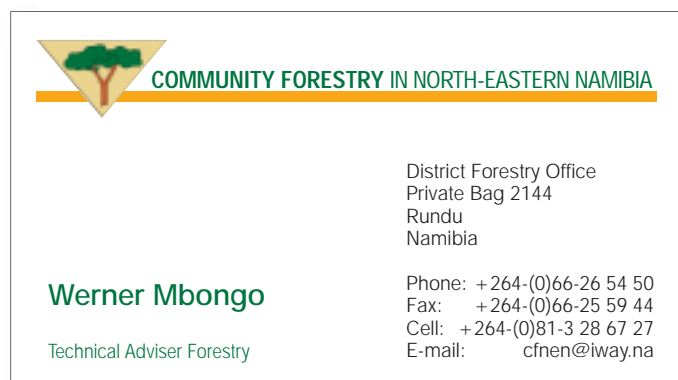 COMMUNITY FORESTRY IN NORTH-EASTERN NAMIBIA
District Forestry Office
Private Bag 2144
Rundu
Namibia
Werner Mbongo
Technical Adviser Forestry
Phone: +264-(0)66-26 54 50
Fax: +264-(0)66-25 59 44
Cell: +264-(0)81-3 28 67 27
E-mail: cfnen@iway.na